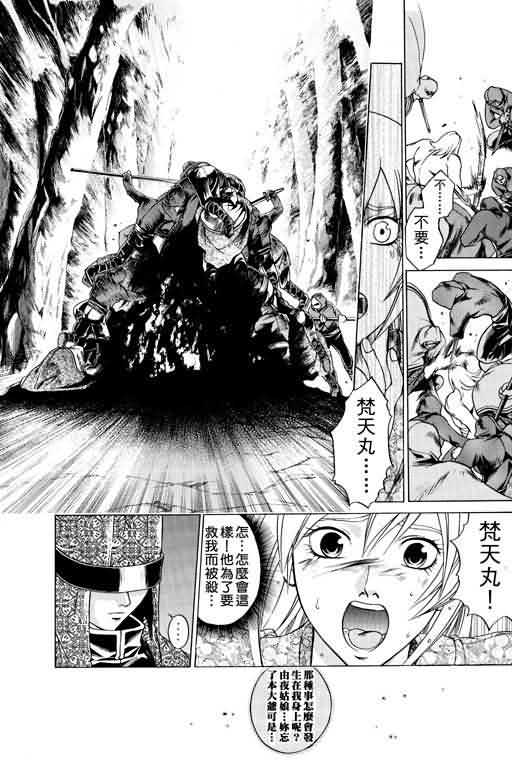 不……
不要…
梵天丸……
梵天丸！
怎…怎麼會這
樣—他為了要
救我而被殺…
……
那種事怎麼會發
生在我身上呢？
由夜姑娘…妳忘
了本大爺可是…